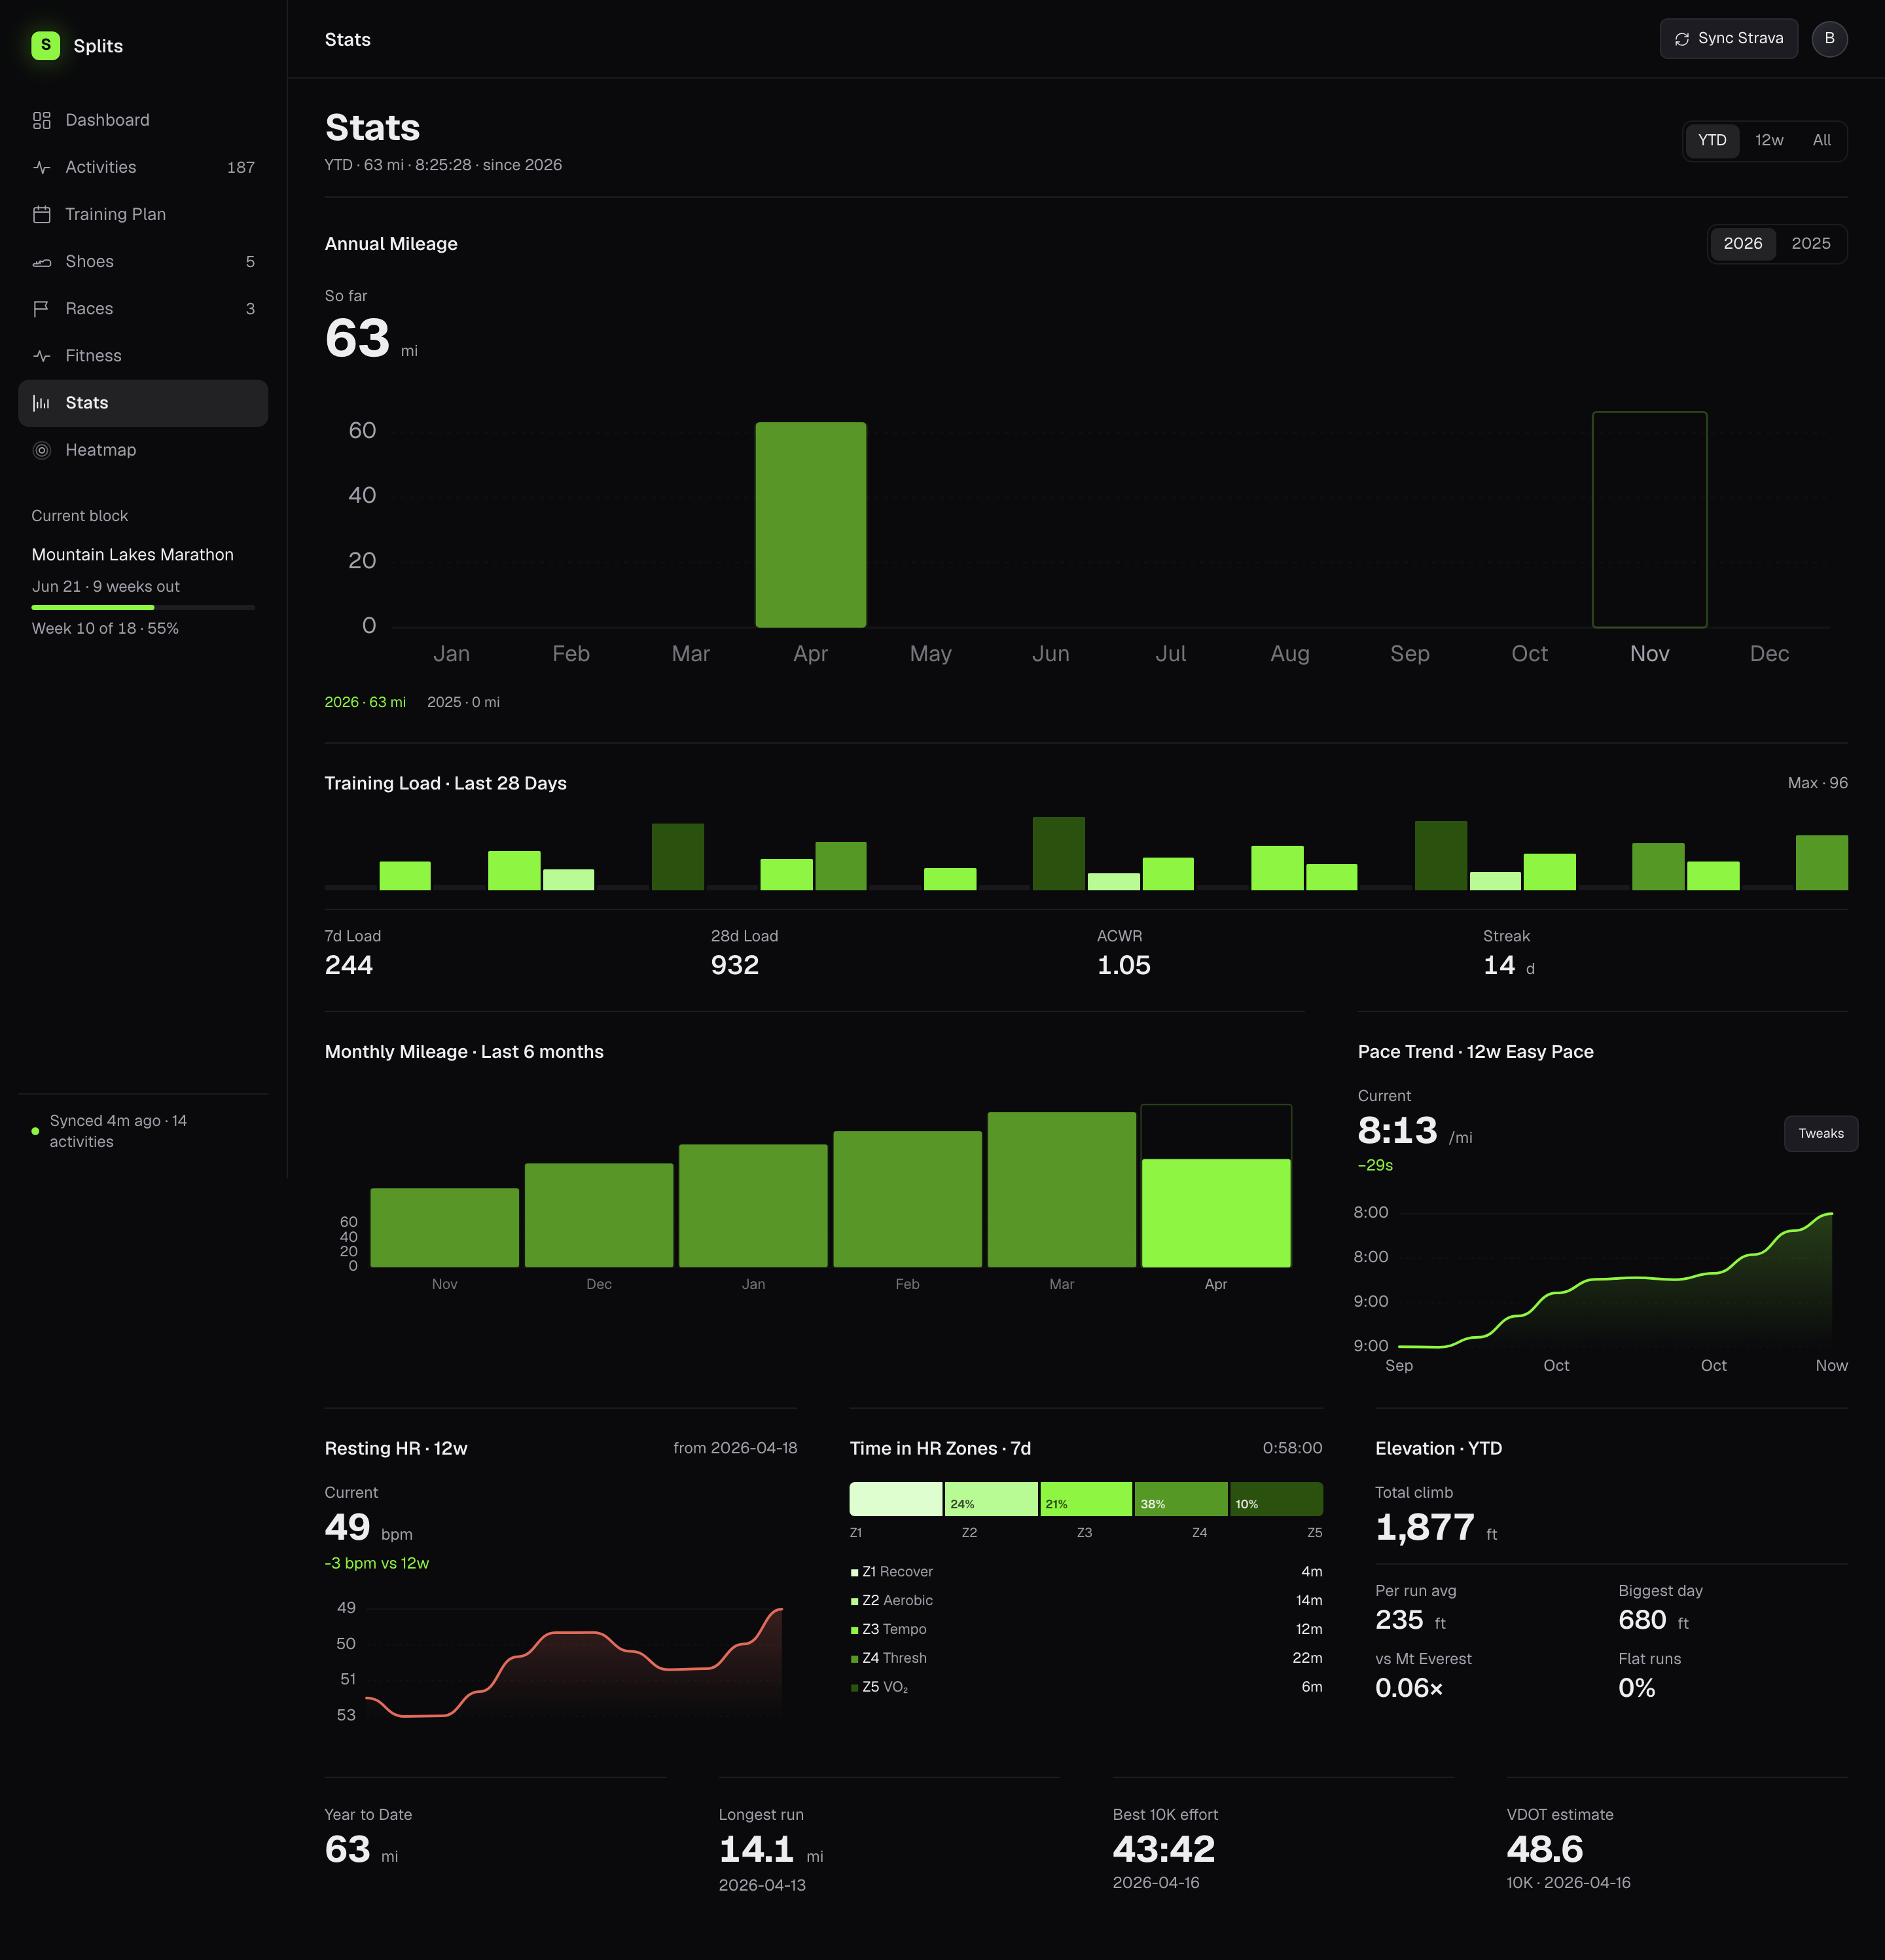 S Splits
Dashboard
Activities 187
Training Plan
Shoes 5
Races 3
Fitness
Stats
Heatmap
Current block
Mountain Lakes Marathon
Jun 21 · 9 weeks out
Week 10 of 18 · 55%
Synced 4m ago · 14
activities
Stats
Sync Strava
B
Stats
YTD · 63 mi · 8:25:28 · since 2026
YTD 12w All
Annual Mileage
2026 2025
So far
63 mi
60
40
20
0
Jan Feb Mar Apr May Jun Jul Aug Sep Oct Nov Dec
2026 · 63 mi 2025 · 0 mi
Training Load · Last 28 Days
Max · 96
7d Load
244
28d Load
932
ACWR
1.05
Streak
14 d
Monthly Mileage · Last 6 months
60
40
20
0
Nov Dec Jan Feb Mar Apr
Pace Trend · 12w Easy Pace
Current
8:13 /mi
−29s
Tweaks
8:00
8:00
9:00
9:00
Sep Oct Oct Now
Resting HR · 12w
from 2026-04-18
Current
49 bpm
-3 bpm vs 12w
49
50
51
53
Time in HR Zones · 7d
0:58:00
24% 21% 38% 10%
Z1 Z2 Z3 Z4 Z5
Z1 Recover 4m
Z2 Aerobic 14m
Z3 Tempo 12m
Z4 Thresh 22m
Z5 VO₂ 6m
Elevation · YTD
Total climb
1,877 ft
Per run avg
235 ft
Biggest day
680 ft
vs Mt Everest
0.06×
Flat runs
0%
Year to Date
63 mi
Longest run
14.1 mi
2026-04-13
Best 10K effort
43:42
2026-04-16
VDOT estimate
48.6
10K · 2026-04-16